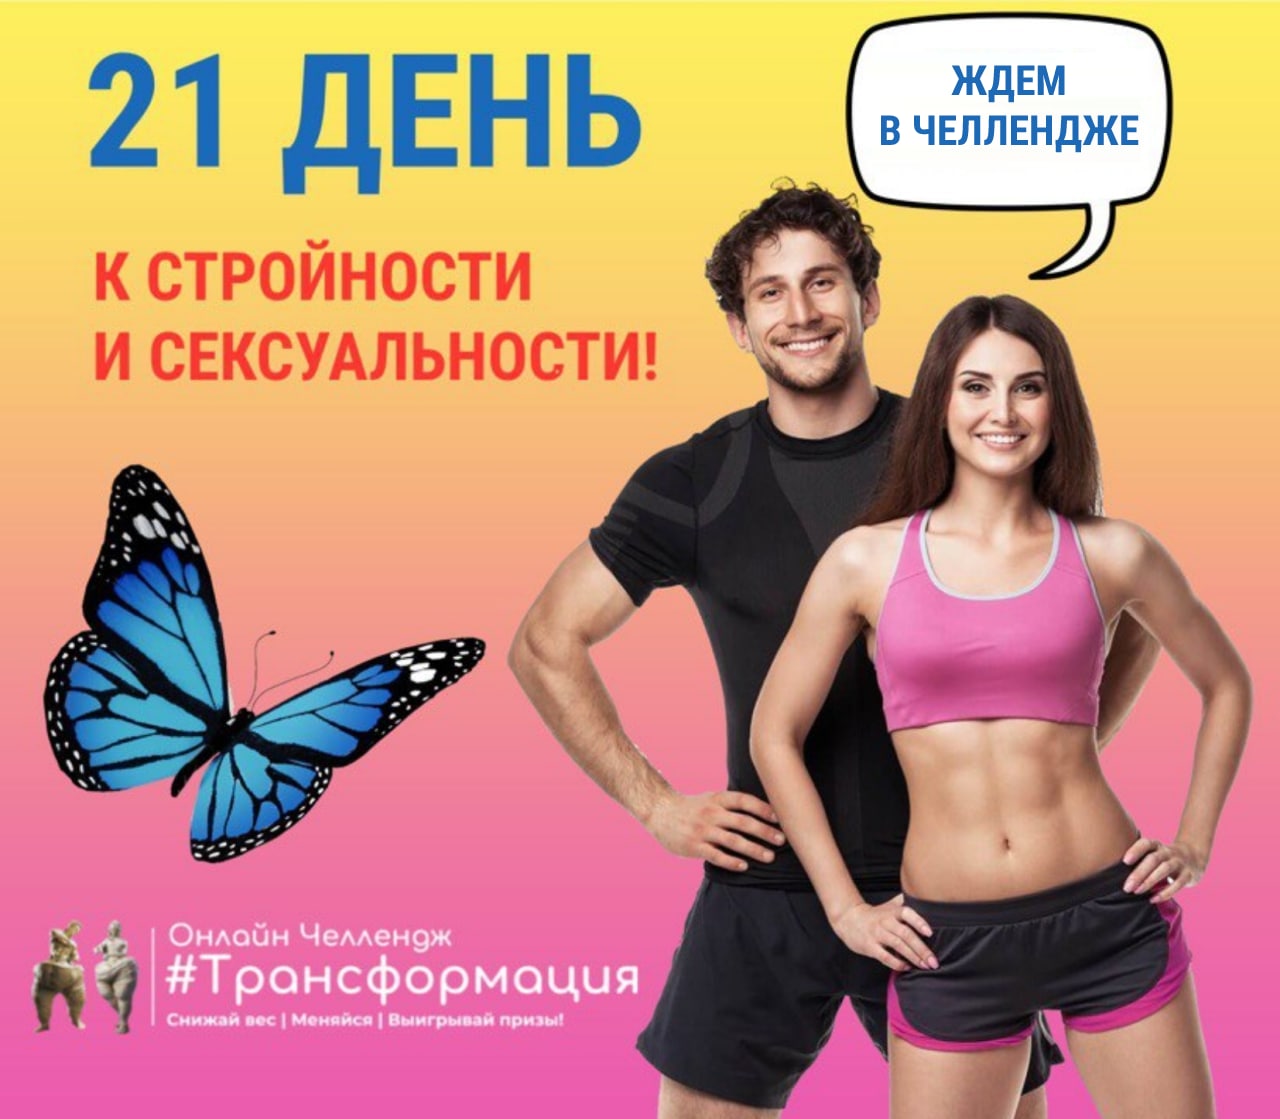 21 ДЕНЬ
К СТРОЙНОСТИ
И СЕКСУАЛЬНОСТИ!
ЖДЕМ
В ЧЕЛЛЕНДЖЕ
Онлайн Челлендж
#Трансформация
Снижай вес | Меняйся | Выигрывай призы!